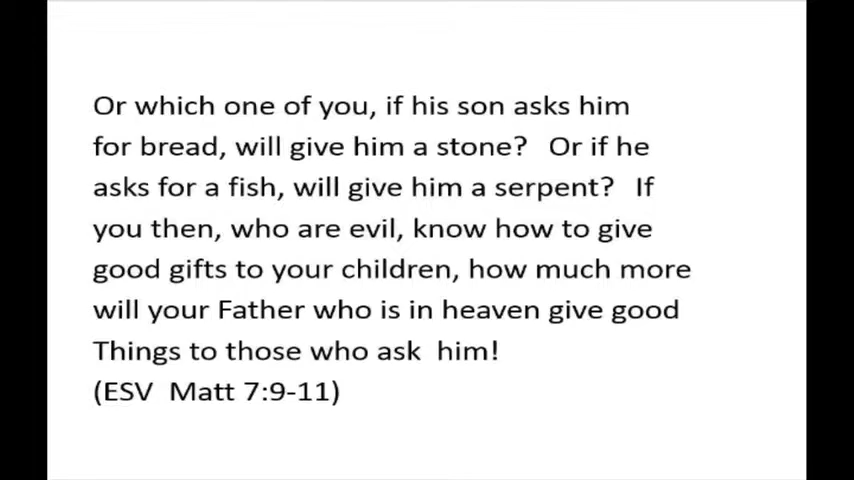 Or which one of you, if his son asks him
for bread, will give him a stone?   Or if he
asks for a fish, will give him a serpent?   If
you then, who are evil, know how to give
good gifts to your children, how much more
will your Father who is in heaven give good
Things to those who ask  him!
(ESV  Matt 7:9-11)